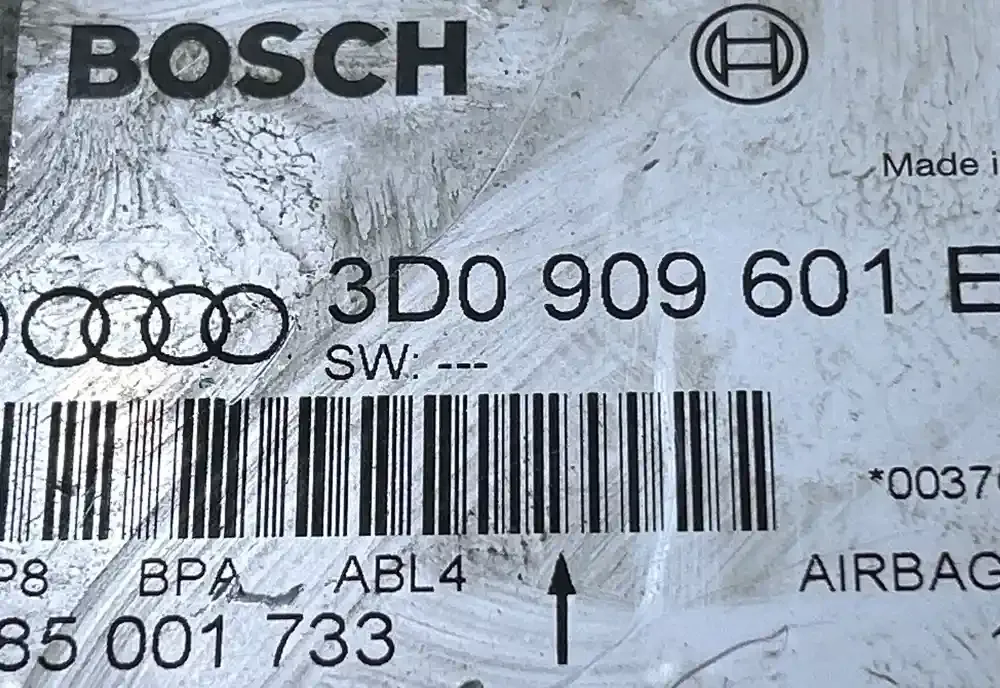 BOSCH
Made i
3D0 909 601 E
SW: ---
*0037
P8 BPA ABL4 AIRBAG
85 001 733